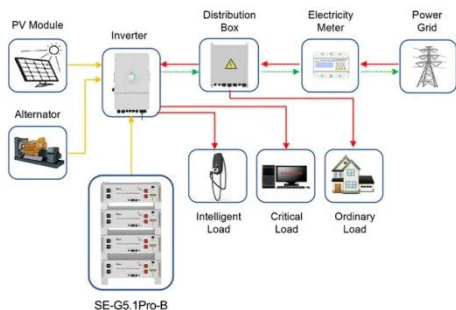 PV Module
Inverter
Distribution
Box
Electricity
Meter
Power
Grid
Alternator
Intelligent
Load
Critical
Load
Ordinary
Load
SE-G5.1Pro-B